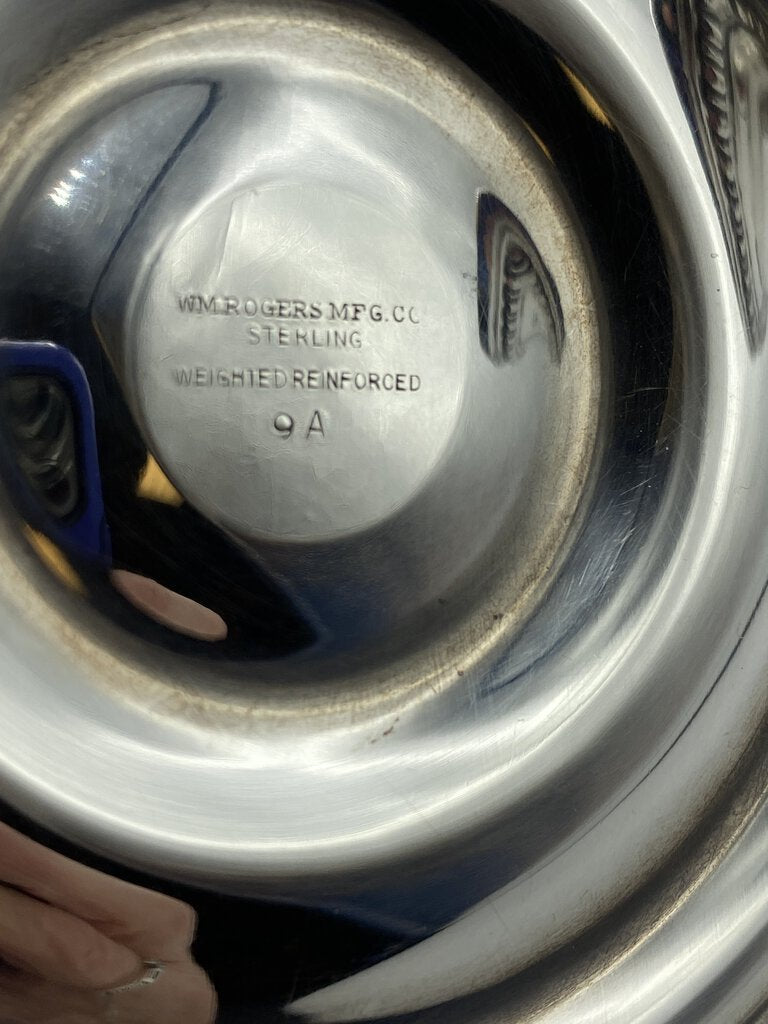 WM.ROGERS MFG.CO
STERLING
WEIGHTED REINFORCED
9 A